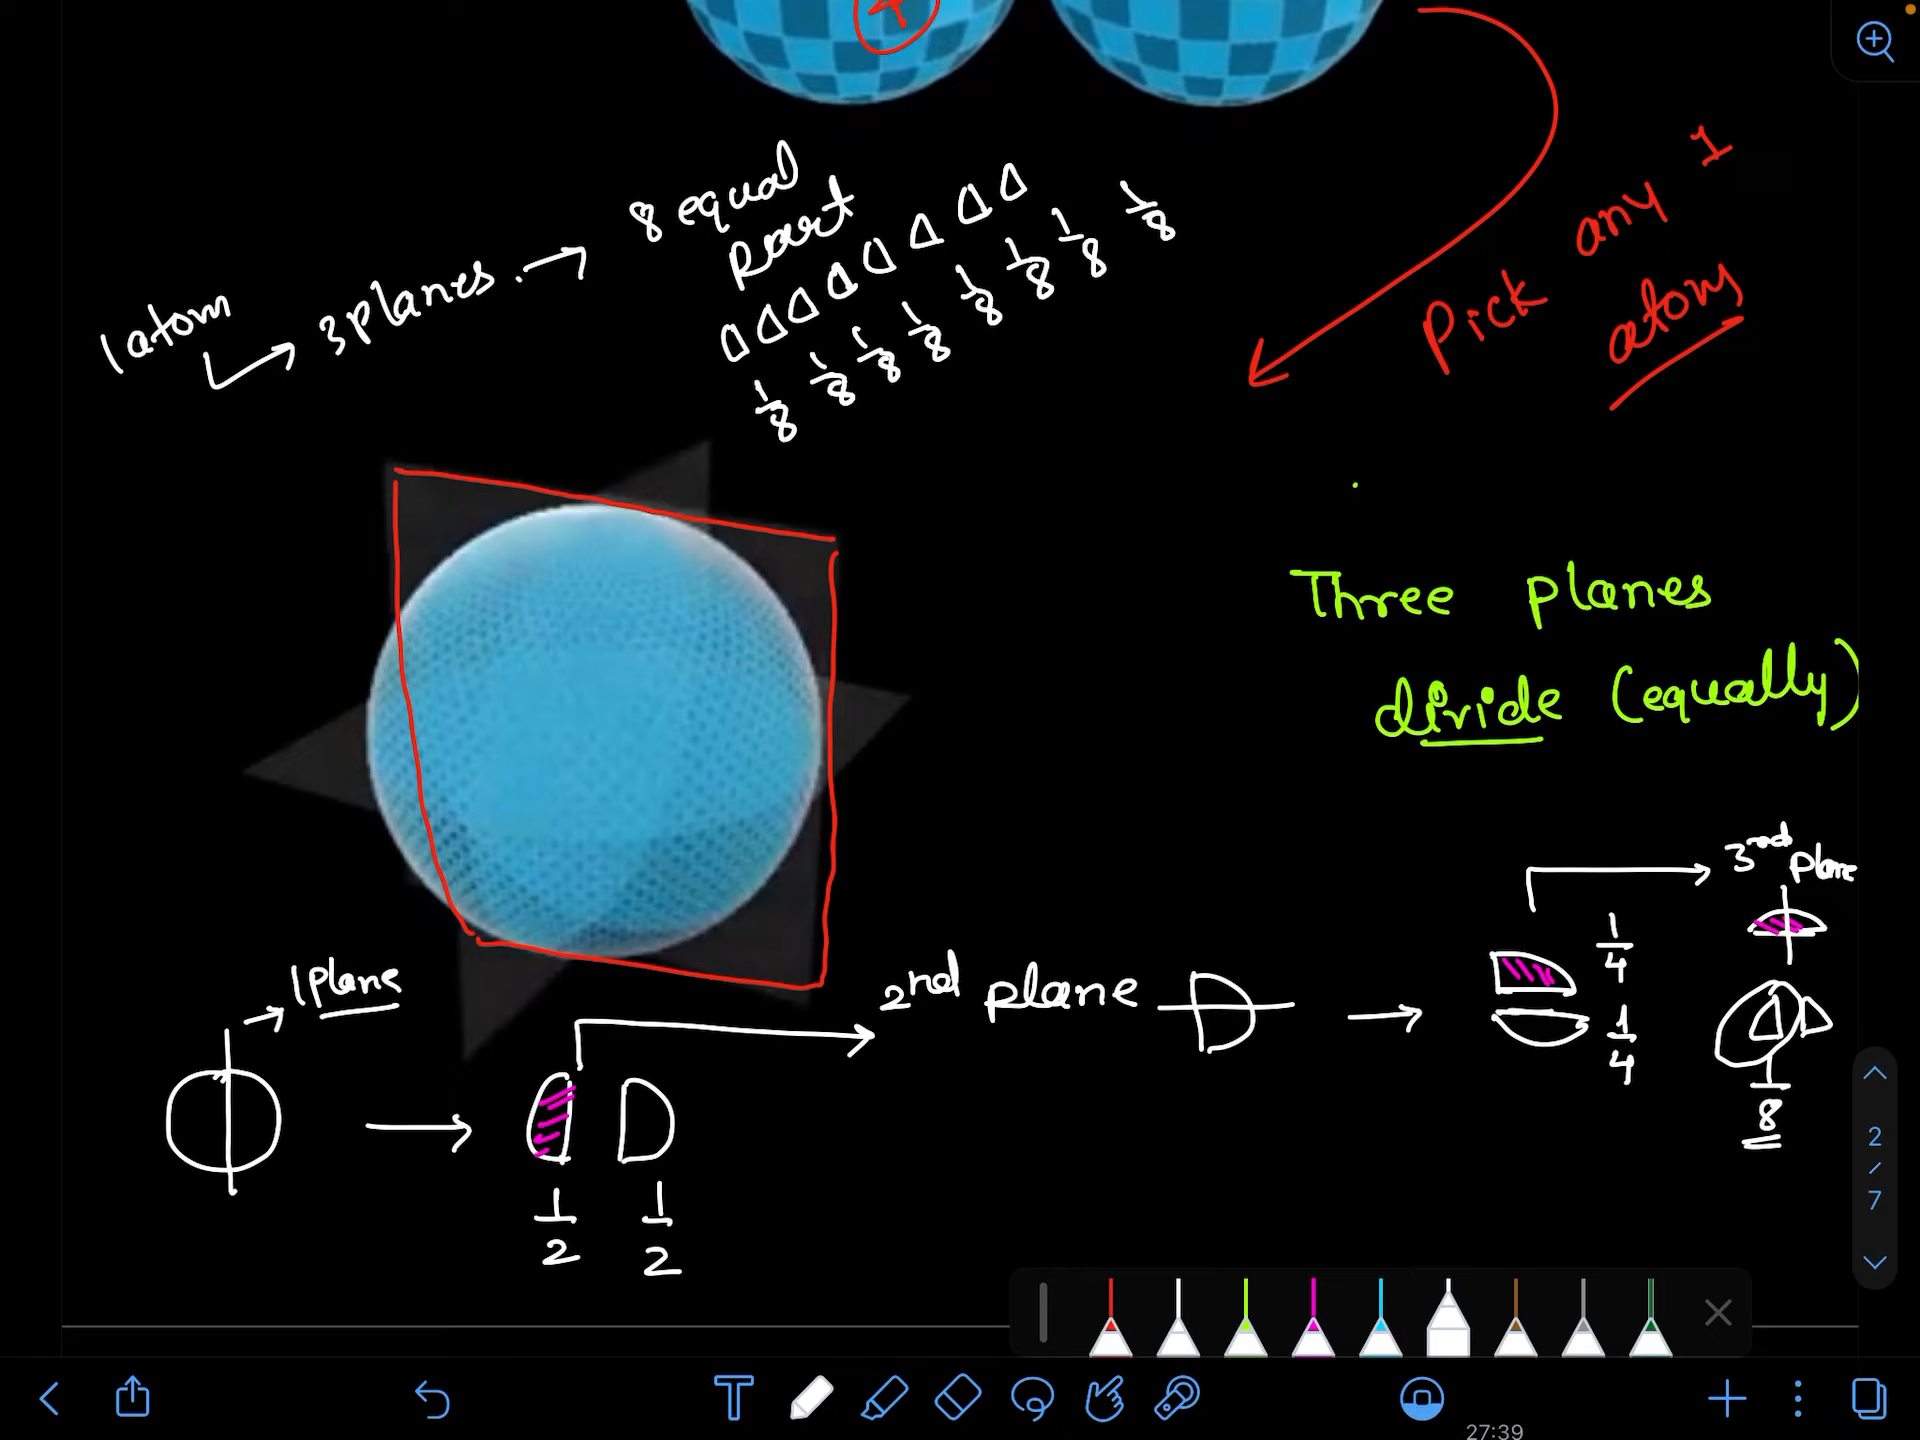 4
8 equal
Part
1 atom
3 planes .
1/8 1/8 1/8 1/8 1/8 1/8 1/8 1/8
Pick any 1
atom
Three planes
divide (equally)
3rd plane
1/4
1/4
1/8
1 Plane
2nd plane
1/2 1/2
2
/
7
27:39